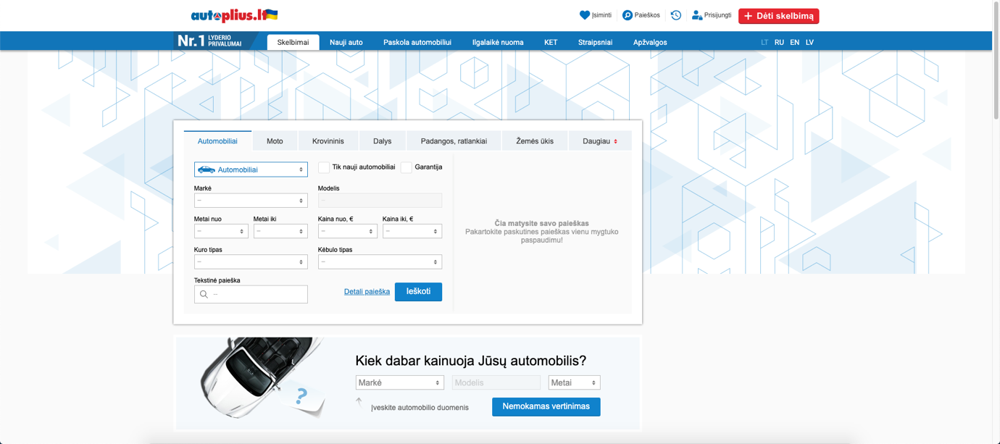 autoplius.lt
Įsiminti
Paieškos
Prisijungti
+ Dėti skelbimą
Nr.1 LYDERIO
PRIVALUMAI
Skelbimai
Nauji auto
Paskola automobiliui
Ilgalaikė nuoma
KET
Straipsniai
Apžvalgos
LT RU EN LV
Automobiliai
Moto
Krovininis
Dalys
Padangos, ratlankiai
Žemės ūkis
Daugiau
Automobiliai
Tik nauji automobiliai
Garantija
Markė
Modelis
–
–
Metai nuo
Metai iki
Kaina nuo, €
Kaina iki, €
–
–
–
–
Kuro tipas
Kėbulo tipas
–
–
Tekstinė paieška
–
Detali paieška
Ieškoti
Čia matysite savo paieškas
Pakartokite paskutines paieškas vienu mygtuko
paspaudimu!
?
Kiek dabar kainuoja Jūsų automobilis?
Markė
Modelis
Metai
Įveskite automobilio duomenis
Nemokamas vertinimas